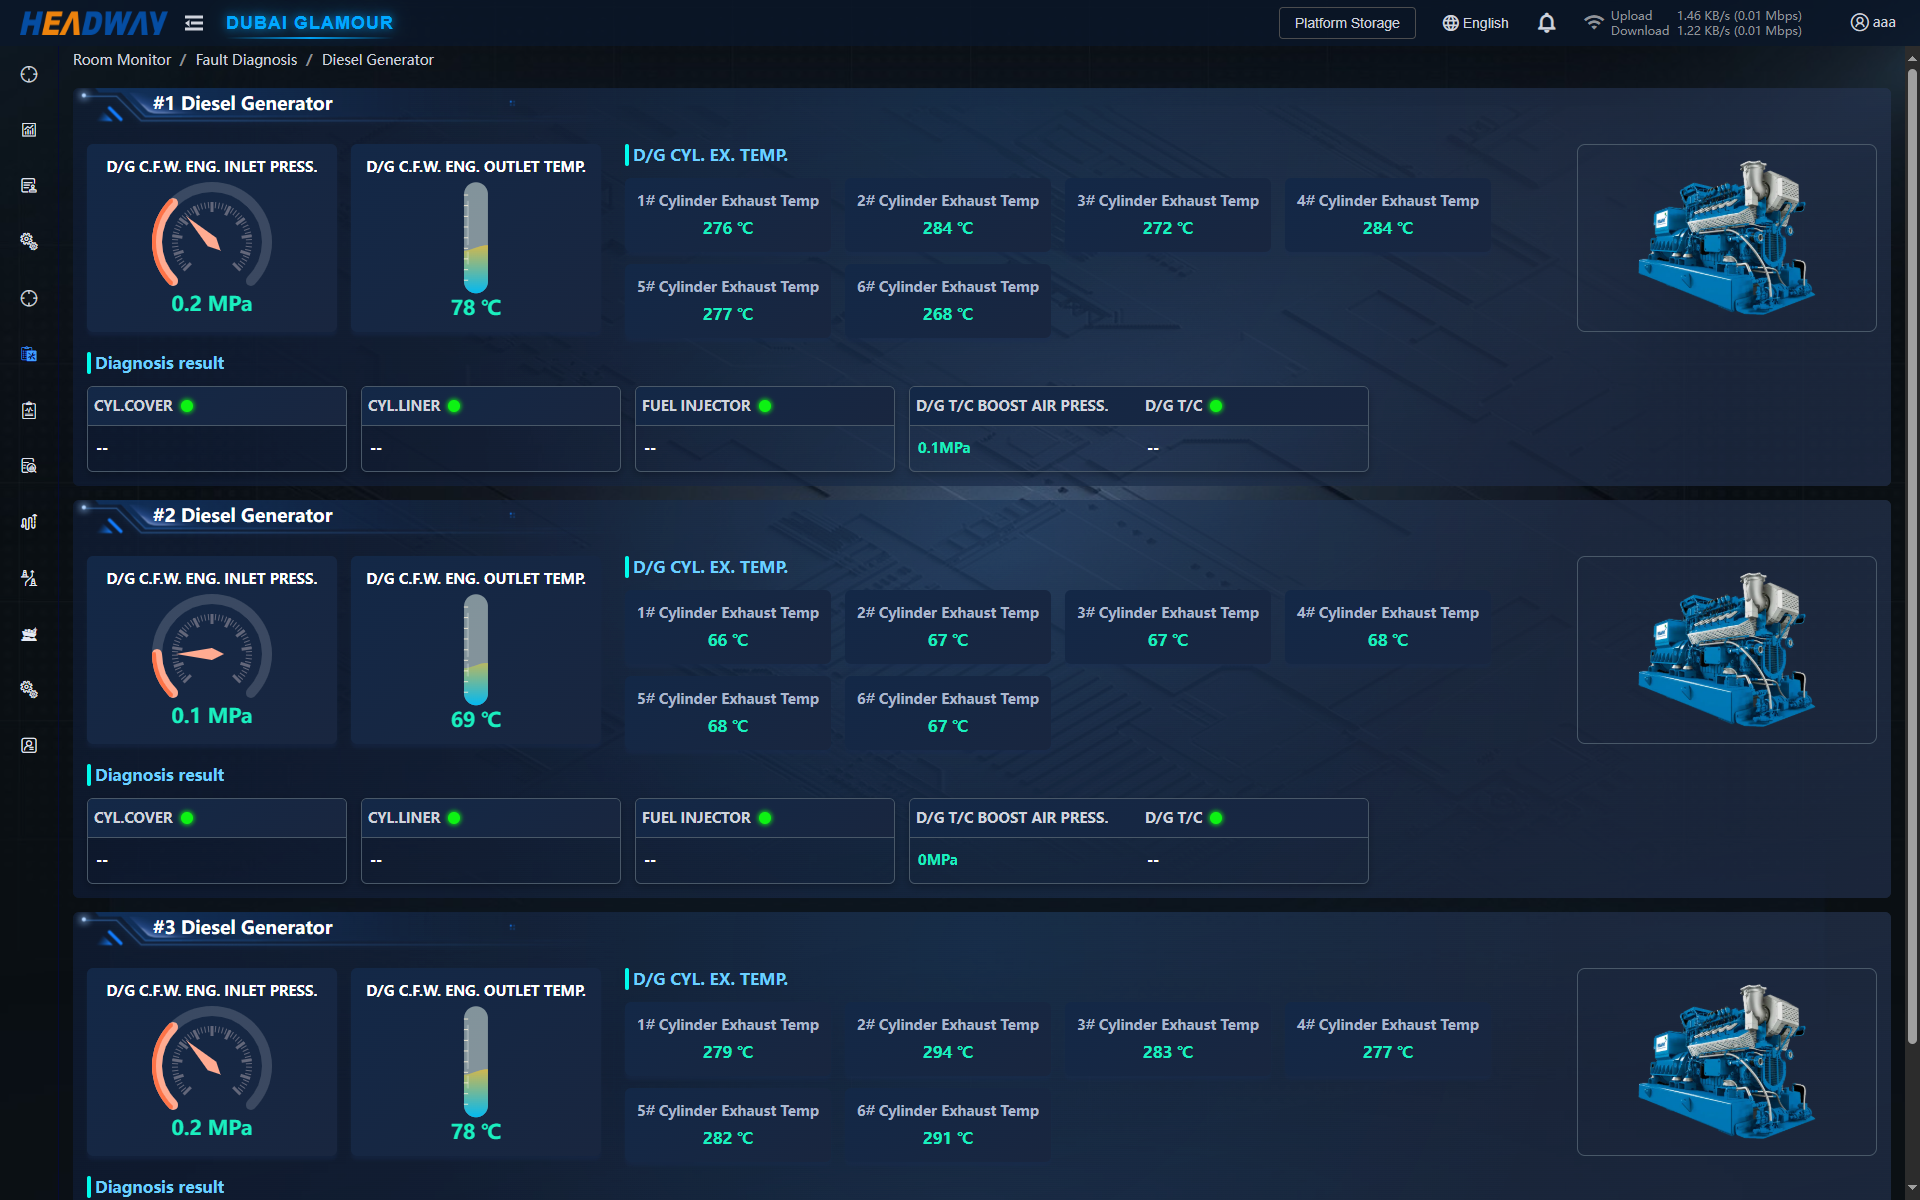 HEADWAY
DUBAI GLAMOUR
Platform Storage
English
Upload 1.46 KB/s (0.01 Mbps)
Download 1.22 KB/s (0.01 Mbps)
aaa
Room Monitor / Fault Diagnosis / Diesel Generator
#1 Diesel Generator
D/G C.F.W. ENG. INLET PRESS.
0.2 MPa
D/G C.F.W. ENG. OUTLET TEMP.
78 ℃
D/G CYL. EX. TEMP.
1# Cylinder Exhaust Temp
276 ℃
2# Cylinder Exhaust Temp
284 ℃
3# Cylinder Exhaust Temp
272 ℃
4# Cylinder Exhaust Temp
284 ℃
5# Cylinder Exhaust Temp
277 ℃
6# Cylinder Exhaust Temp
268 ℃
Diagnosis result
CYL.COVER
--
CYL.LINER
--
FUEL INJECTOR
--
D/G T/C BOOST AIR PRESS. D/G T/C
0.1MPa --
#2 Diesel Generator
D/G C.F.W. ENG. INLET PRESS.
0.1 MPa
D/G C.F.W. ENG. OUTLET TEMP.
69 ℃
D/G CYL. EX. TEMP.
1# Cylinder Exhaust Temp
66 ℃
2# Cylinder Exhaust Temp
67 ℃
3# Cylinder Exhaust Temp
67 ℃
4# Cylinder Exhaust Temp
68 ℃
5# Cylinder Exhaust Temp
68 ℃
6# Cylinder Exhaust Temp
67 ℃
Diagnosis result
CYL.COVER
--
CYL.LINER
--
FUEL INJECTOR
--
D/G T/C BOOST AIR PRESS. D/G T/C
0MPa --
#3 Diesel Generator
D/G C.F.W. ENG. INLET PRESS.
0.2 MPa
D/G C.F.W. ENG. OUTLET TEMP.
78 ℃
D/G CYL. EX. TEMP.
1# Cylinder Exhaust Temp
279 ℃
2# Cylinder Exhaust Temp
294 ℃
3# Cylinder Exhaust Temp
283 ℃
4# Cylinder Exhaust Temp
277 ℃
5# Cylinder Exhaust Temp
282 ℃
6# Cylinder Exhaust Temp
291 ℃
Diagnosis result